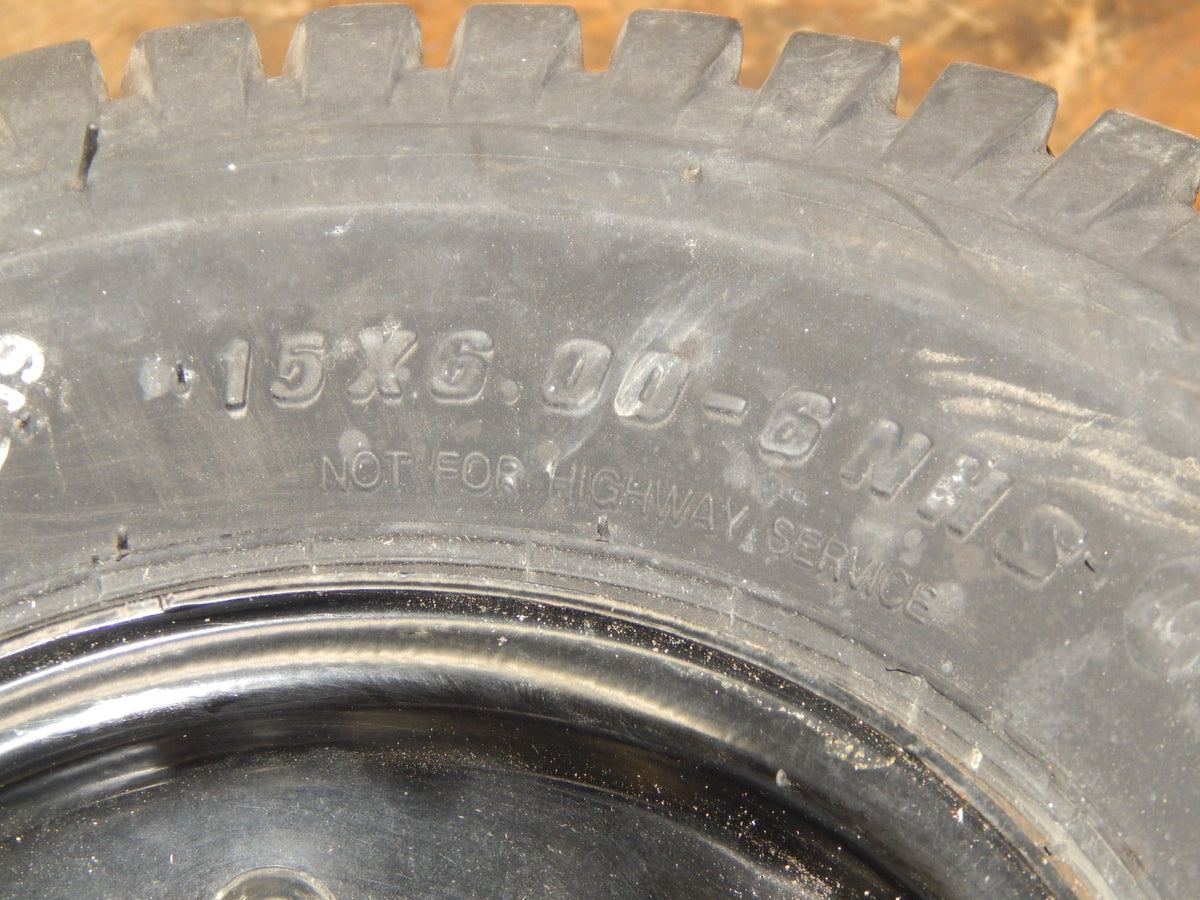 15X6.00-6 NHS
NOT FOR HIGHWAY SERVICE